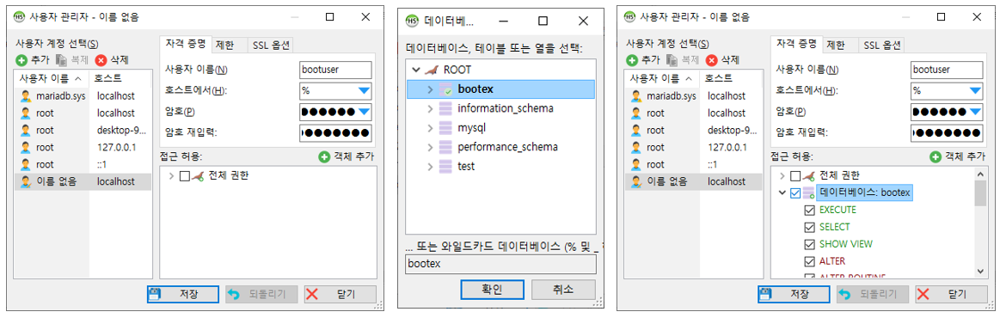 사용자 관리자 - 이름 없음
사용자 계정 선택(S)
추가 복제 삭제
사용자 이름 호스트
mariadb.sys localhost
root localhost
root desktop-9...
root 127.0.0.1
root ::1
이름 없음 localhost
자격 증명 제한 SSL 옵션
사용자 이름(N) bootuser
호스트에서(H): %
암호(P)
암호 재입력:
접근 허용: 객체 추가
전체 권한
저장 되돌리기 닫기
데이터베...
데이터베이스, 테이블 또는 열을 선택:
ROOT
bootex
information_schema
mysql
performance_schema
test
... 또는 와일드카드 데이터베이스 (% 및 _
bootex
확인 취소
사용자 관리자 - 이름 없음
사용자 계정 선택(S)
추가 복제 삭제
사용자 이름 호스트
mariadb.sys localhost
root localhost
root desktop-9...
root 127.0.0.1
root ::1
이름 없음 localhost
자격 증명 제한 SSL 옵션
사용자 이름(N) bootuser
호스트에서(H): %
암호(P)
암호 재입력:
접근 허용: 객체 추가
전체 권한
데이터베이스: bootex
EXECUTE
SELECT
SHOW VIEW
ALTER
ALTER ROUTINE
저장 되돌리기 닫기